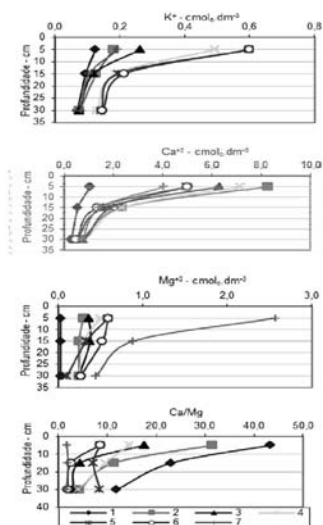 K⁺ - cmolc dm⁻³
0,0 0,2 0,4 0,6 0,8
Profundidade - cm
0
5
10
15
20
25
30
35
Ca⁺² - cmolc dm⁻³
0,0 2,0 4,0 6,0 8,0 10,0
Profundidade - cm
0
5
10
15
20
25
30
35
Mg⁺² - cmolc dm⁻³
0,0 1,0 2,0 3,0
Profundidade - cm
0
5
10
15
20
25
30
35
Ca/Mg
0,0 10,0 20,0 30,0 40,0 50,0
Profundidade - cm
0
10
20
30
40
1 2 3 4
5 6 7